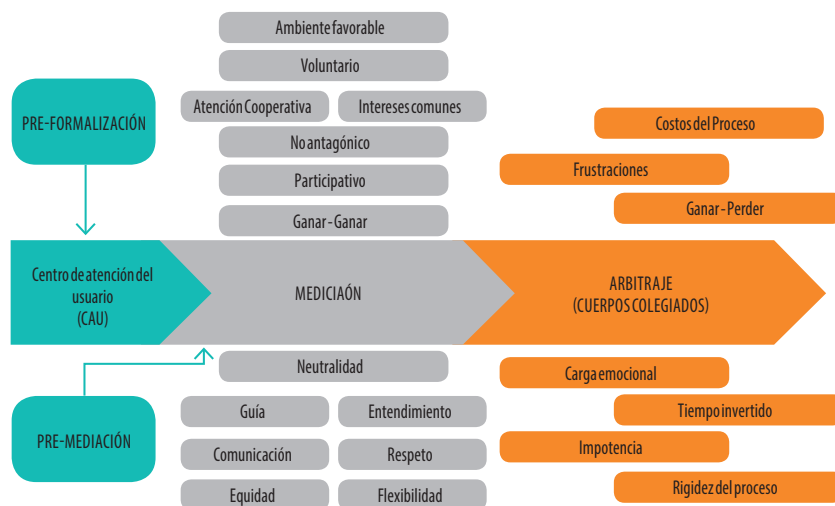 Ambiente favorable
Voluntario
Atención Cooperativa
Intereses comunes
No antagónico
Participativo
Ganar - Ganar
PRE-FORMALIZACIÓN
Costos del Proceso
Frustraciones
Ganar - Perder
Centro de atención del
usuario
(CAU)
MEDICIAÓN
ARBITRAJE
(CUERPOS COLEGIADOS)
PRE-MEDIACIÓN
Neutralidad
Guía
Entendimiento
Comunicación
Respeto
Equidad
Flexibilidad
Carga emocional
Tiempo invertido
Impotencia
Rigidez del proceso